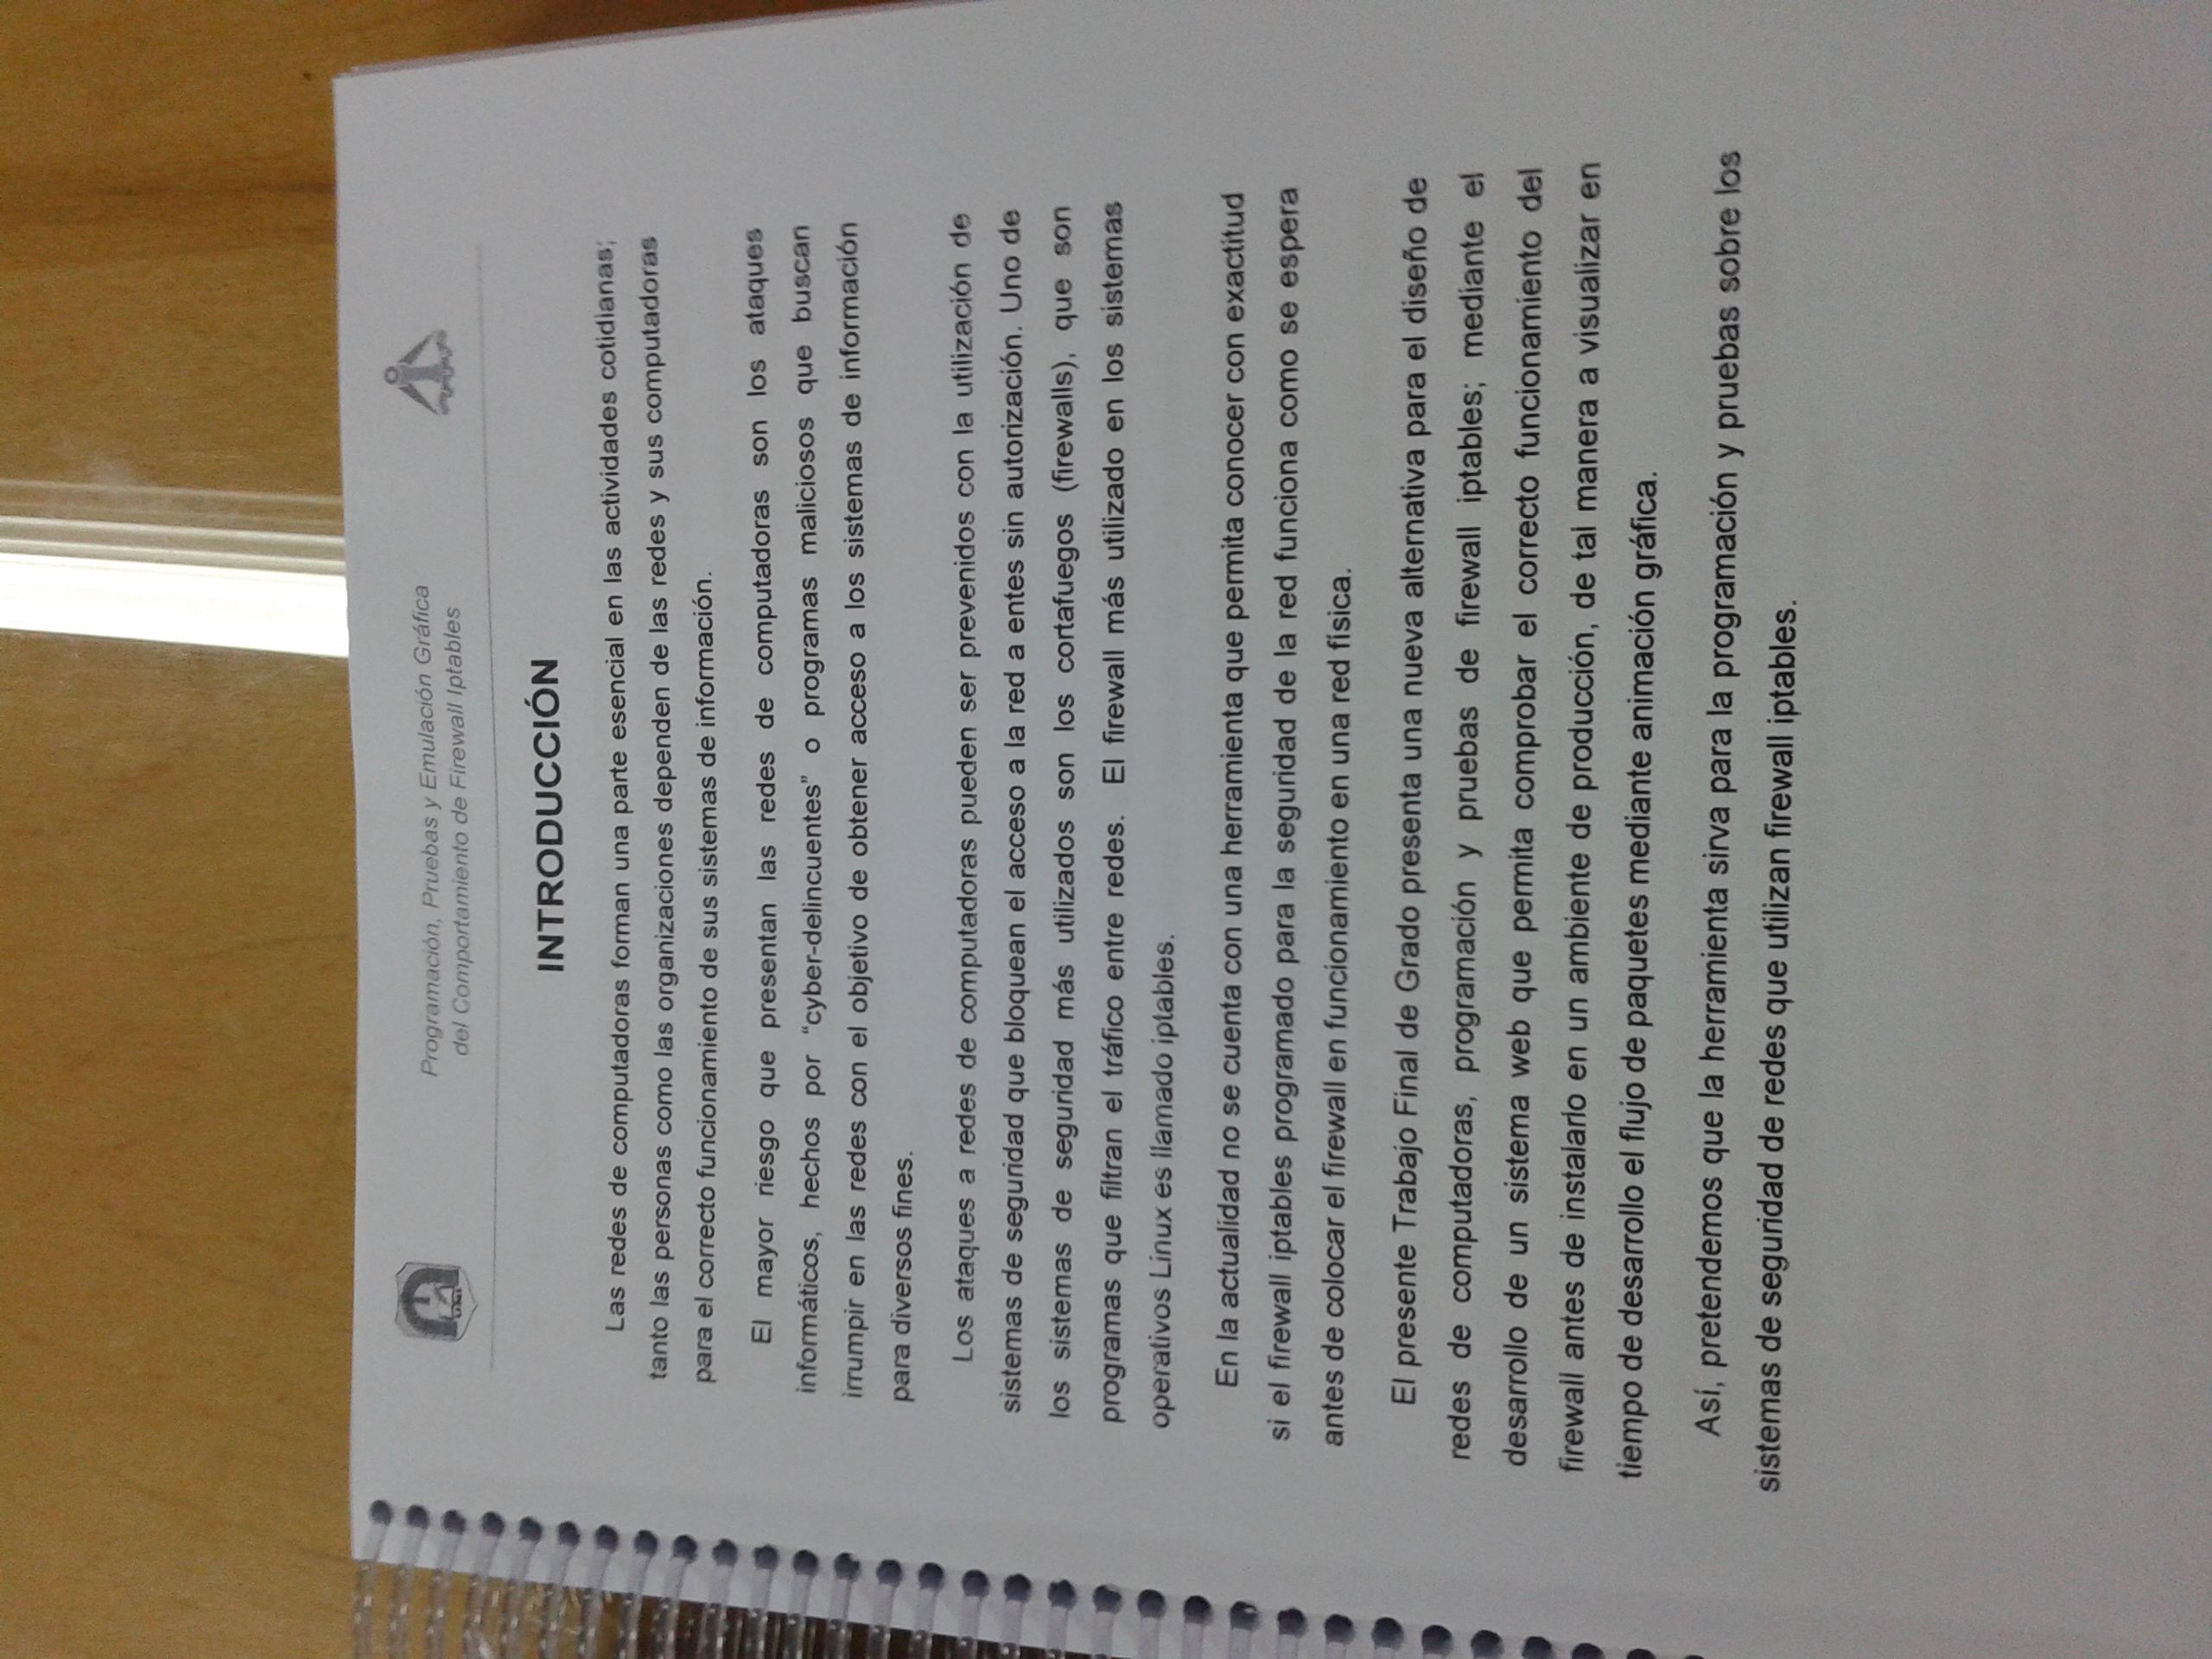 Programación, Pruebas y Emulación Gráfica
del Comportamiento de Firewall Iptables
INTRODUCCIÓN
Las redes de computadoras forman una parte esencial en las actividades cotidianas;
tanto las personas como las organizaciones dependen de las redes y sus computadoras
para el correcto funcionamiento de sus sistemas de información.
El mayor riesgo que presentan las redes de computadoras son los ataques
informáticos, hechos por “cyber-delincuentes” o programas maliciosos que buscan
irrumpir en las redes con el objetivo de obtener acceso a los sistemas de información
para diversos fines.
Los ataques a redes de computadoras pueden ser prevenidos con la utilización de
sistemas de seguridad que bloquean el acceso a la red a entes sin autorización. Uno de
los sistemas de seguridad más utilizados son los cortafuegos (firewalls), que son
programas que filtran el tráfico entre redes. El firewall más utilizado en los sistemas
operativos Linux es llamado iptables.
En la actualidad no se cuenta con una herramienta que permita conocer con exactitud
si el firewall iptables programado para la seguridad de la red funciona como se espera
antes de colocar el firewall en funcionamiento en una red física.
El presente Trabajo Final de Grado presenta una nueva alternativa para el diseño de
redes de computadoras, programación y pruebas de firewall iptables; mediante el
desarrollo de un sistema web que permita comprobar el correcto funcionamiento del
firewall antes de instalarlo en un ambiente de producción, de tal manera a visualizar en
tiempo de desarrollo el flujo de paquetes mediante animación gráfica.
Así, pretendemos que la herramienta sirva para la programación y pruebas sobre los
sistemas de seguridad de redes que utilizan firewall iptables.